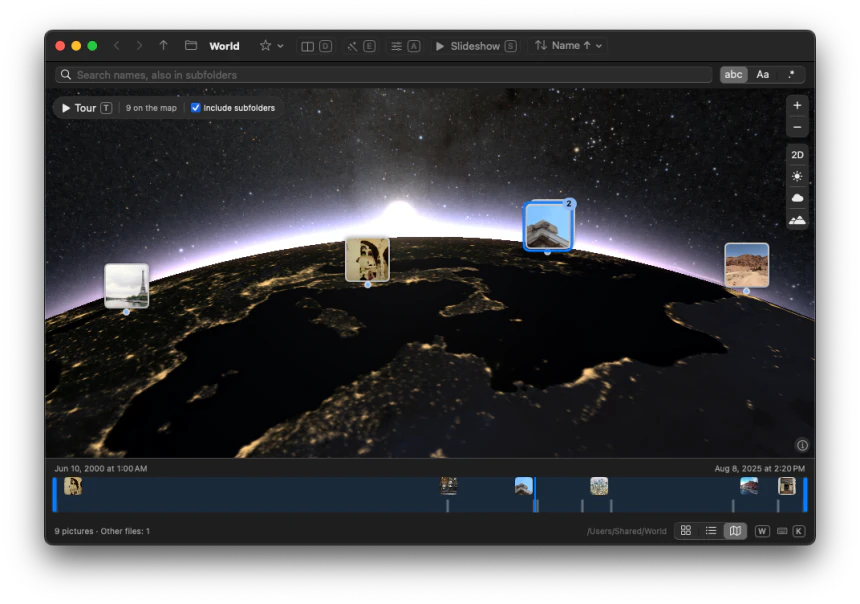 World
D
E
A
Slideshow S
Name
Search names, also in subfolders
abc
Aa
.*
Tour T
9 on the map
Include subfolders
+
−
2D
2
Jun 10, 2000 at 1:00 AM
Aug 8, 2025 at 2:20 PM
9 pictures - Other files: 1
/Users/Shared/World
W
K